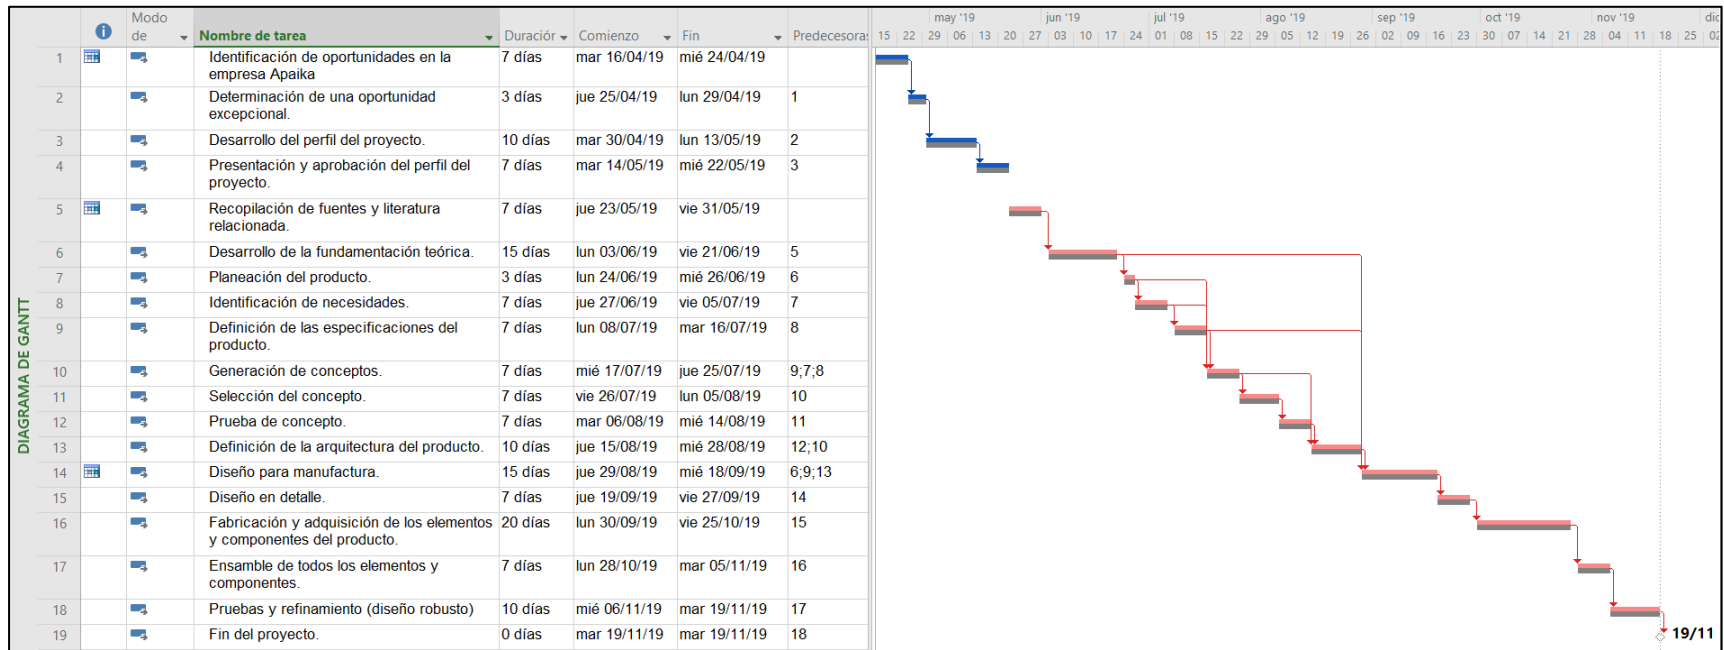 DIAGRAMA DE GANTT
Modo de Nombre de tarea Duraciór Comienzo Fin Predecesoras
may '19 jun '19 jul '19 ago '19 sep '19 oct '19 nov '19 dic
15 22 29 06 13 20 27 03 10 17 24 01 08 15 22 29 05 12 19 26 02 09 16 23 30 07 14 21 28 04 11 18 25 02
1 Identificación de oportunidades en la 7 días mar 16/04/19 mié 24/04/19
empresa Apaika
2 Determinación de una oportunidad 3 días jue 25/04/19 lun 29/04/19 1
excepcional.
3 Desarrollo del perfil del proyecto. 10 días mar 30/04/19 lun 13/05/19 2
4 Presentación y aprobación del perfil del 7 días mar 14/05/19 mié 22/05/19 3
proyecto.
5 Recopilación de fuentes y literatura 7 días jue 23/05/19 vie 31/05/19
relacionada.
6 Desarrollo de la fundamentación teórica. 15 días lun 03/06/19 vie 21/06/19 5
7 Planeación del producto. 3 días lun 24/06/19 mié 26/06/19 6
8 Identificación de necesidades. 7 días jue 27/06/19 vie 05/07/19 7
9 Definición de las especificaciones del 7 días lun 08/07/19 mar 16/07/19 8
producto.
10 Generación de conceptos. 7 días mié 17/07/19 jue 25/07/19 9;7;8
11 Selección del concepto. 7 días vie 26/07/19 lun 05/08/19 10
12 Prueba de concepto. 7 días mar 06/08/19 mié 14/08/19 11
13 Definición de la arquitectura del producto. 10 días jue 15/08/19 mié 28/08/19 12;10
14 Diseño para manufactura. 15 días jue 29/08/19 mié 18/09/19 6;9;13
15 Diseño en detalle. 7 días jue 19/09/19 vie 27/09/19 14
16 Fabricación y adquisición de los elementos 20 días lun 30/09/19 vie 25/10/19 15
y componentes del producto.
17 Ensamble de todos los elementos y 7 días lun 28/10/19 mar 05/11/19 16
componentes.
18 Pruebas y refinamiento (diseño robusto) 10 días mié 06/11/19 mar 19/11/19 17
19 Fin del proyecto. 0 días mar 19/11/19 mar 19/11/19 18
19/11